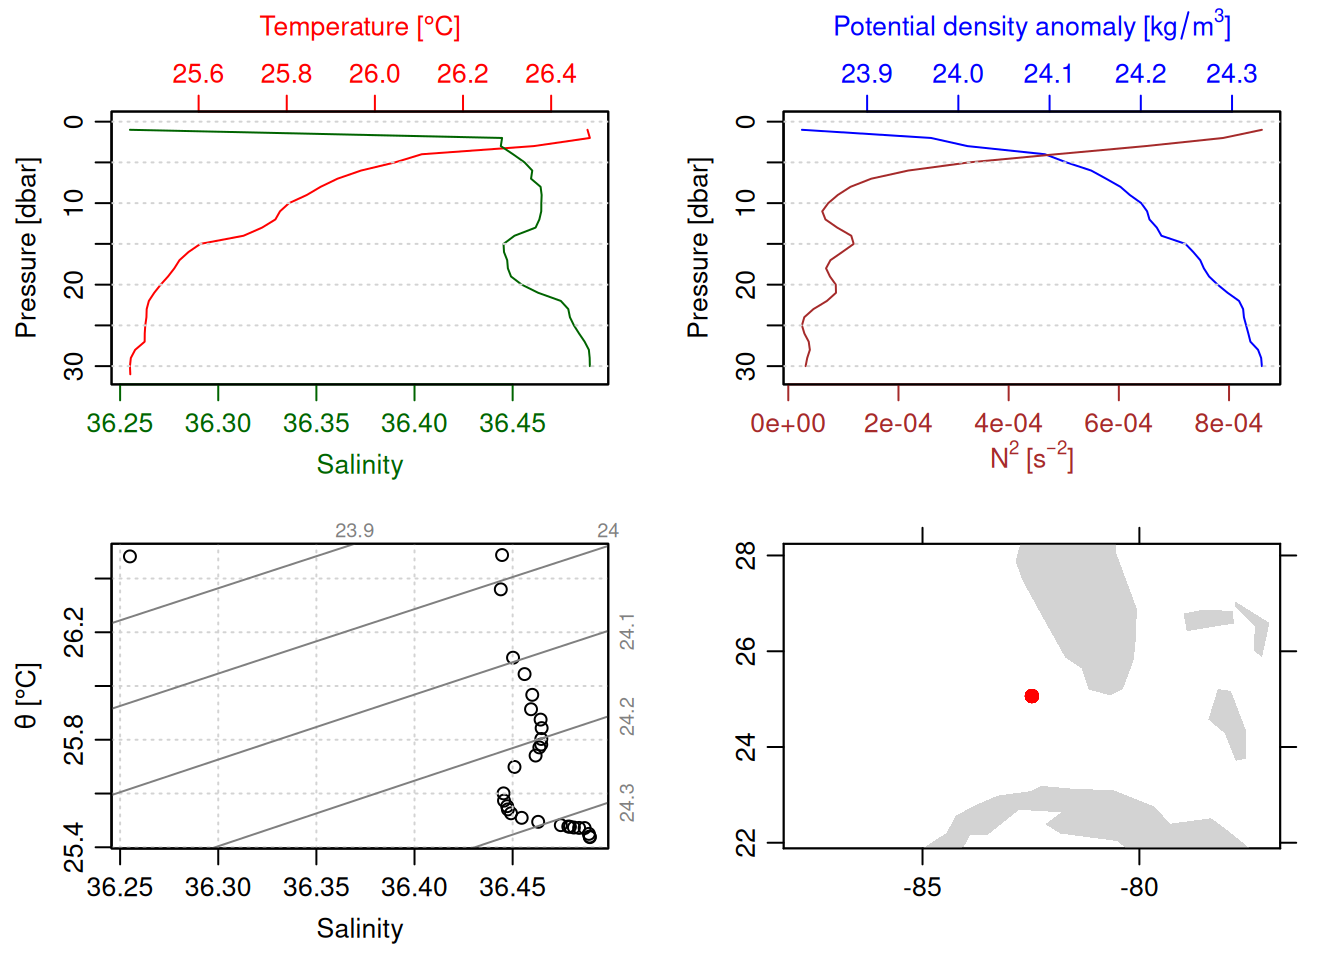 Temperature [°C]
25.6 25.8 26.0 26.2 26.4
Pressure [dbar]
0 10 20 30
36.25 36.30 36.35 36.40 36.45
Salinity
Potential density anomaly [kg/m³]
23.9 24.0 24.1 24.2 24.3
Pressure [dbar]
0 10 20 30
0e+00 2e-04 4e-04 6e-04 8e-04
N² [s⁻²]
23.9 24
24.1
24.2
24.3
θ [°C]
26.2
25.8
25.4
36.25 36.30 36.35 36.40 36.45
Salinity
28
26
24
22
-85 -80